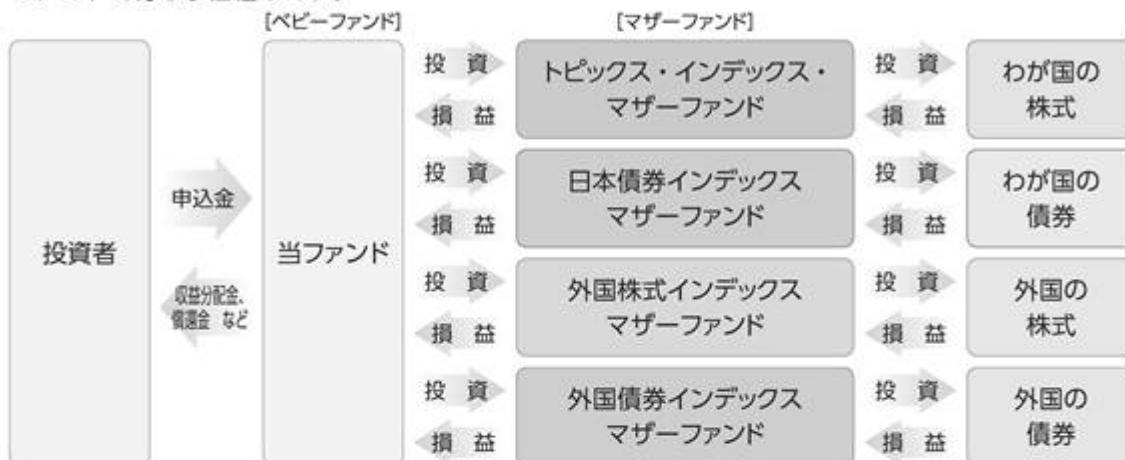 [ベビーファンド]
[マザーファンド]
投資者
申込金
収益分配金、
償還金 など
当ファンド
投 資
損 益
トピックス・インデックス・
マザーファンド
投 資
損 益
わが国の
株式
投 資
損 益
日本債券インデックス
マザーファンド
投 資
損 益
わが国の
債券
投 資
損 益
外国株式インデックス
マザーファンド
投 資
損 益
外国の
株式
投 資
損 益
外国債券インデックス
マザーファンド
投 資
損 益
外国の
債券